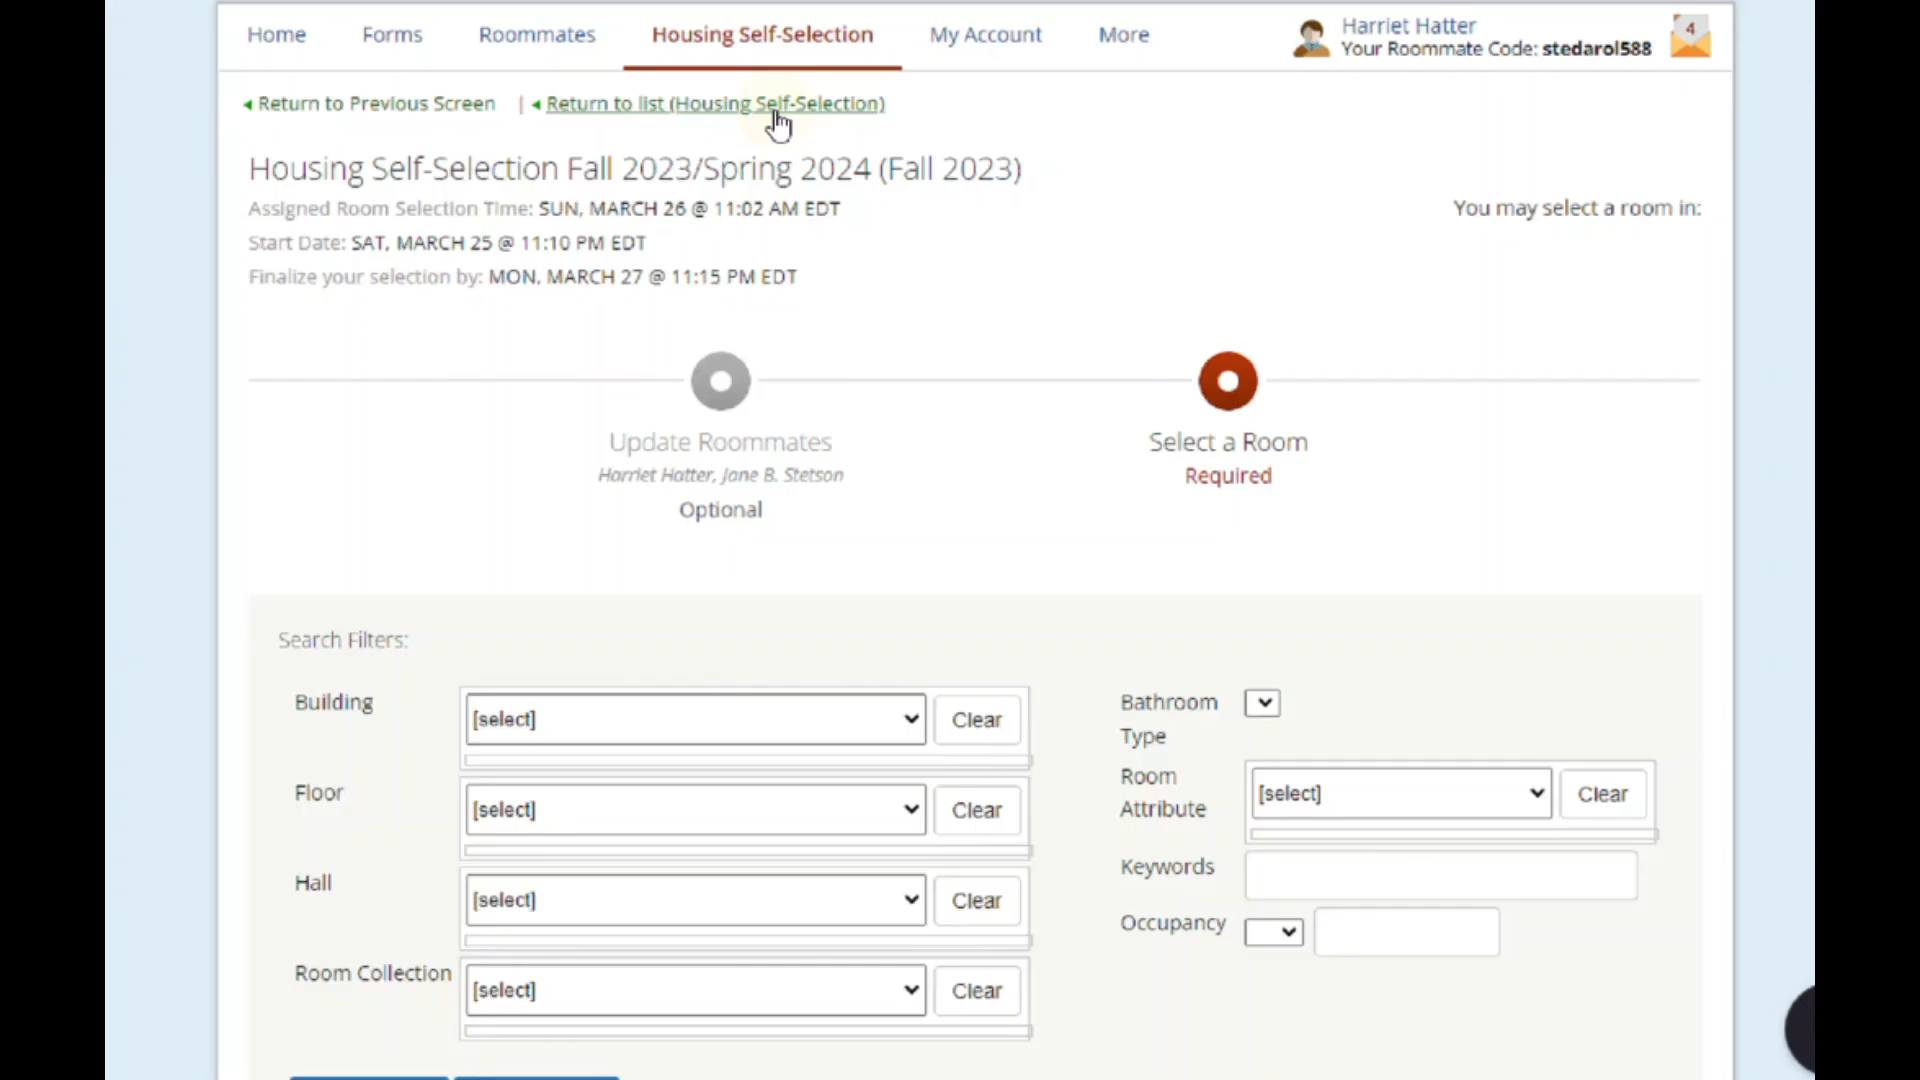 Home Forms Roommates Housing Self-Selection My Account More
Harriet Hatter
Your Roommate Code: stedarol588
4
Return to Previous Screen | Return to list (Housing Self-Selection)
Housing Self-Selection Fall 2023/Spring 2024 (Fall 2023)
Assigned Room Selection Time: SUN, MARCH 26 @ 11:02 AM EDT
You may select a room in:
Start Date: SAT, MARCH 25 @ 11:10 PM EDT
Finalize your selection by: MON, MARCH 27 @ 11:15 PM EDT
Update Roommates
Harriet Hatter, Jane B. Stetson
Optional
Select a Room
Required
Search Filters:
Building [select] Clear
Floor [select] Clear
Hall [select] Clear
Room Collection [select] Clear
Bathroom
Type
Room
Attribute [select] Clear
Keywords
Occupancy